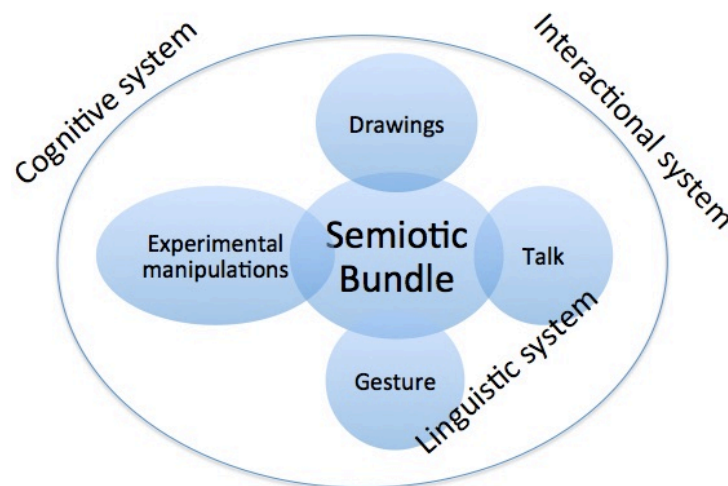 Cognitive system
Interactional system
Drawings
Experimental
manipulations
Semiotic
Bundle
Talk
Gesture
Linguistic system